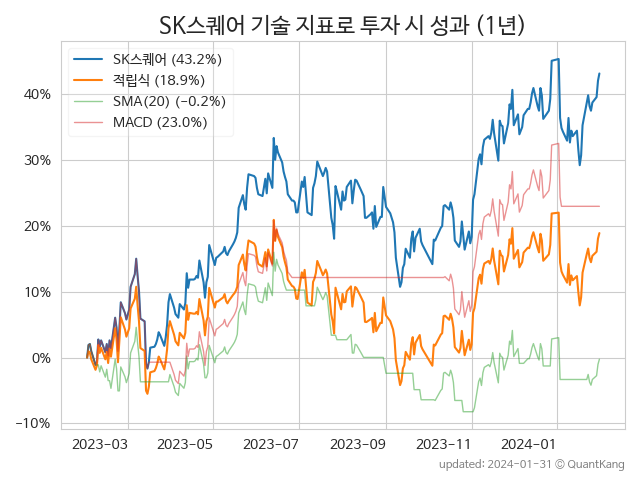 SK스퀘어 기술 지표로 투자 시 성과 (1년)
SK스퀘어 (43.2%)
적립식 (18.9%)
SMA(20) (−0.2%)
MACD (23.0%)
40%
30%
20%
10%
0%
−10%
2023-03 2023-05 2023-07 2023-09 2023-11 2024-01
updated: 2024-01-31 © QuantKang